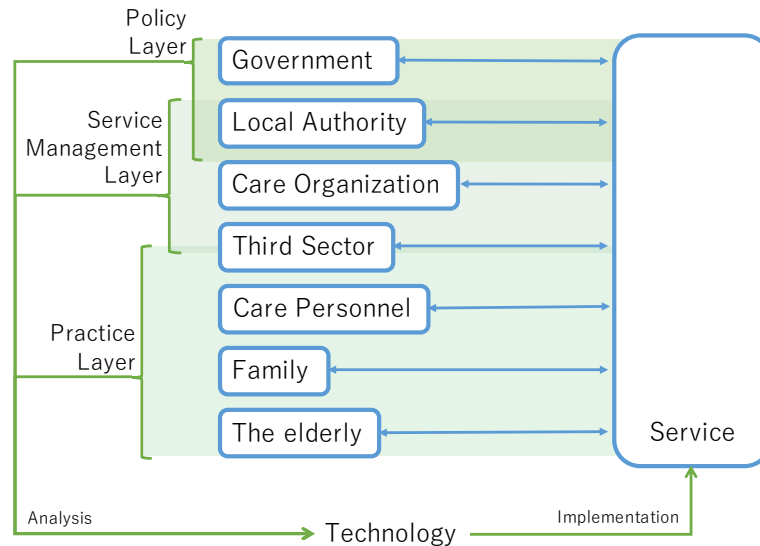 Policy
Layer
Government
Service
Management
Layer
Local Authority
Care Organization
Third Sector
Practice
Layer
Care Personnel
Family
The elderly
Service
Analysis
Technology
Implementation